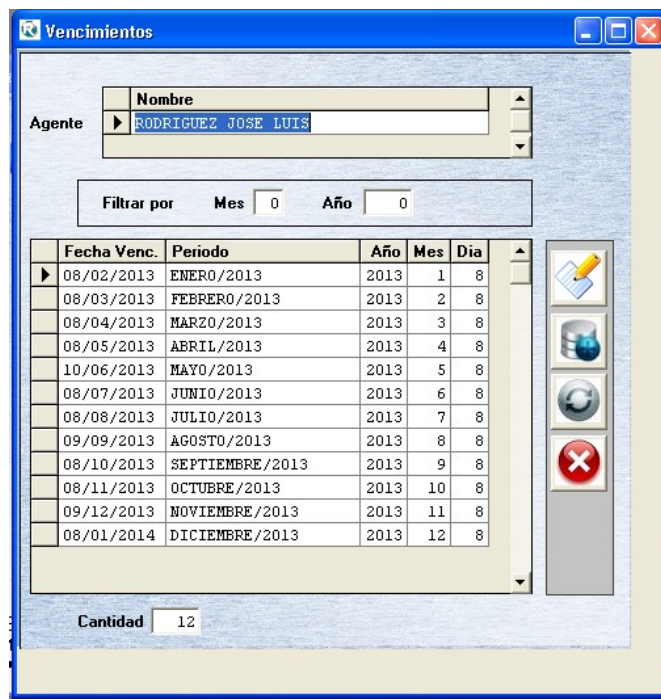 Vencimientos
Nombre
Agente RODRIGUEZ JOSE LUIS
Filtrar por Mes 0 Año 0
Fecha Venc. Periodo Año Mes Dia
08/02/2013 ENERO/2013 2013 1 8
08/03/2013 FEBRERO/2013 2013 2 8
08/04/2013 MARZO/2013 2013 3 8
08/05/2013 ABRIL/2013 2013 4 8
10/06/2013 MAYO/2013 2013 5 8
08/07/2013 JUNIO/2013 2013 6 8
08/08/2013 JULIO/2013 2013 7 8
09/09/2013 AGOSTO/2013 2013 8 8
08/10/2013 SEPTIEMBRE/2013 2013 9 8
08/11/2013 OCTUBRE/2013 2013 10 8
09/12/2013 NOVIEMBRE/2013 2013 11 8
08/01/2014 DICIEMBRE/2013 2013 12 8
Cantidad 12